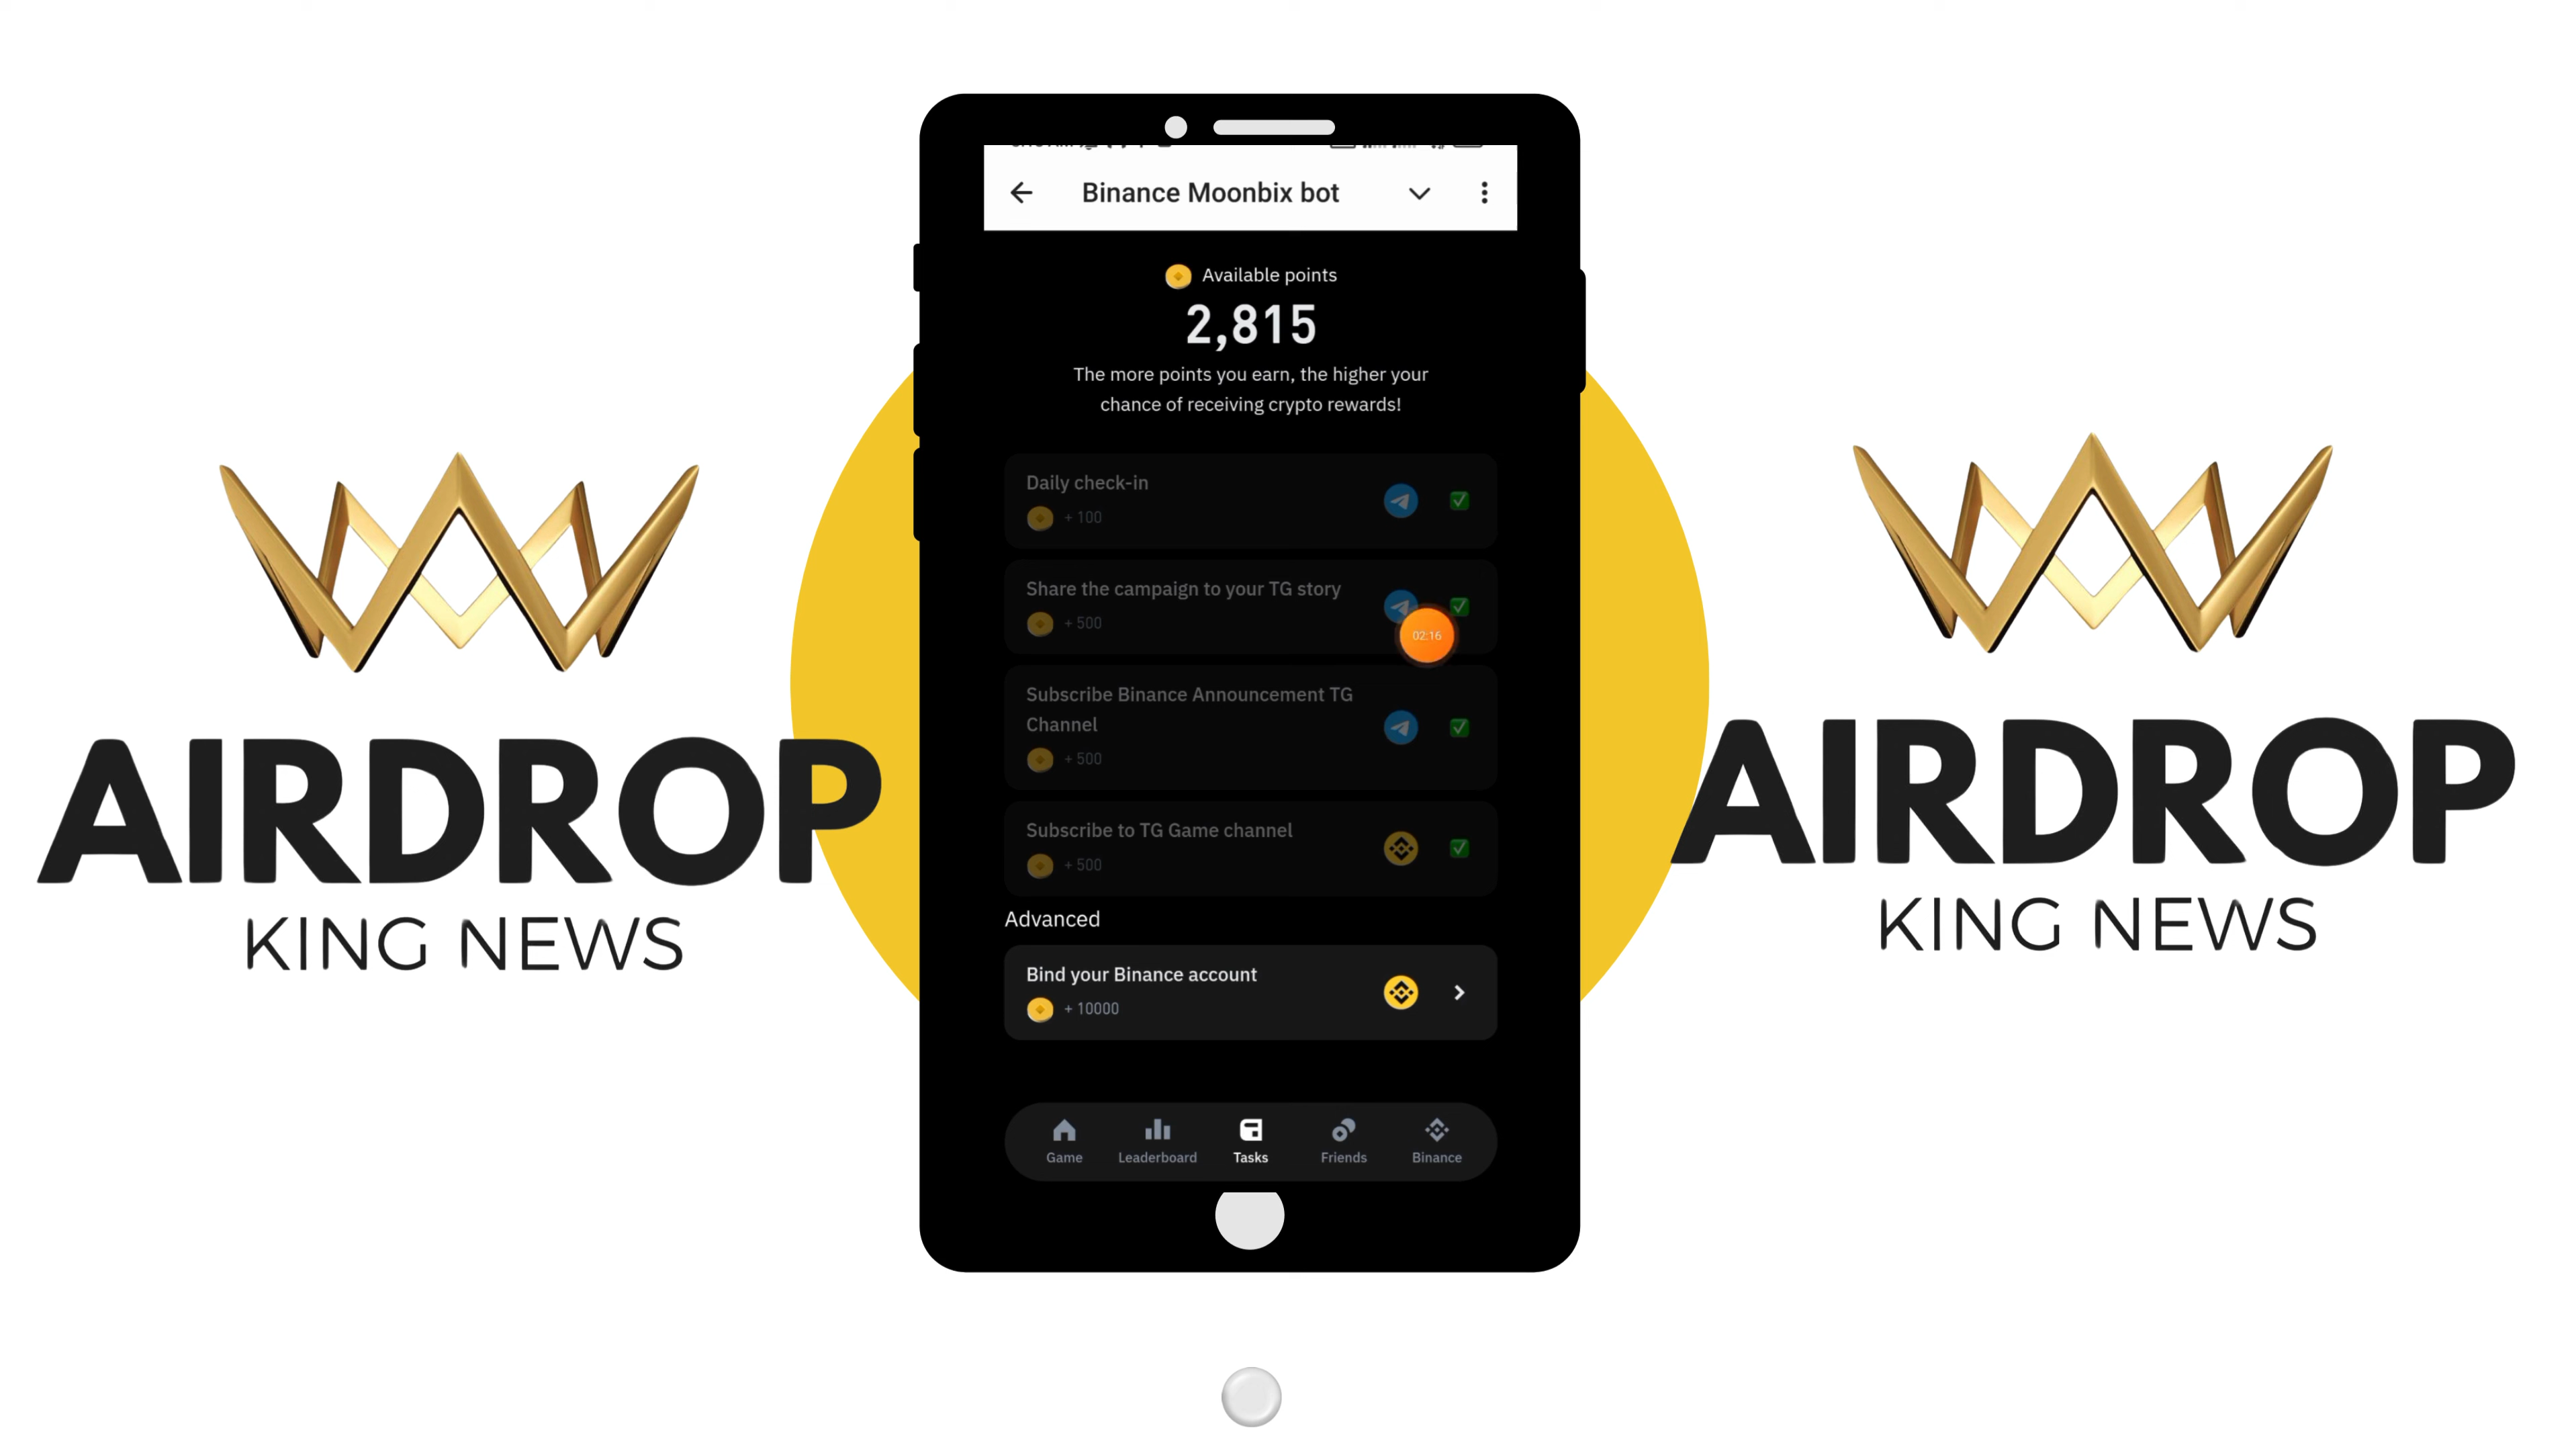 Binance Moonbix bot
Available points
2,815
The more points you earn, the higher your
chance of receiving crypto rewards!
Daily check-in
+ 100
Share the campaign to your TG story
+ 500
02:16
Subscribe Binance Announcement TG
Channel
+ 500
Subscribe to TG Game channel
+ 500
Advanced
Bind your Binance account
+ 10000
Game
Leaderboard
Tasks
Friends
Binance
AIRDROP
KING NEWS
AIRDROP
KING NEWS